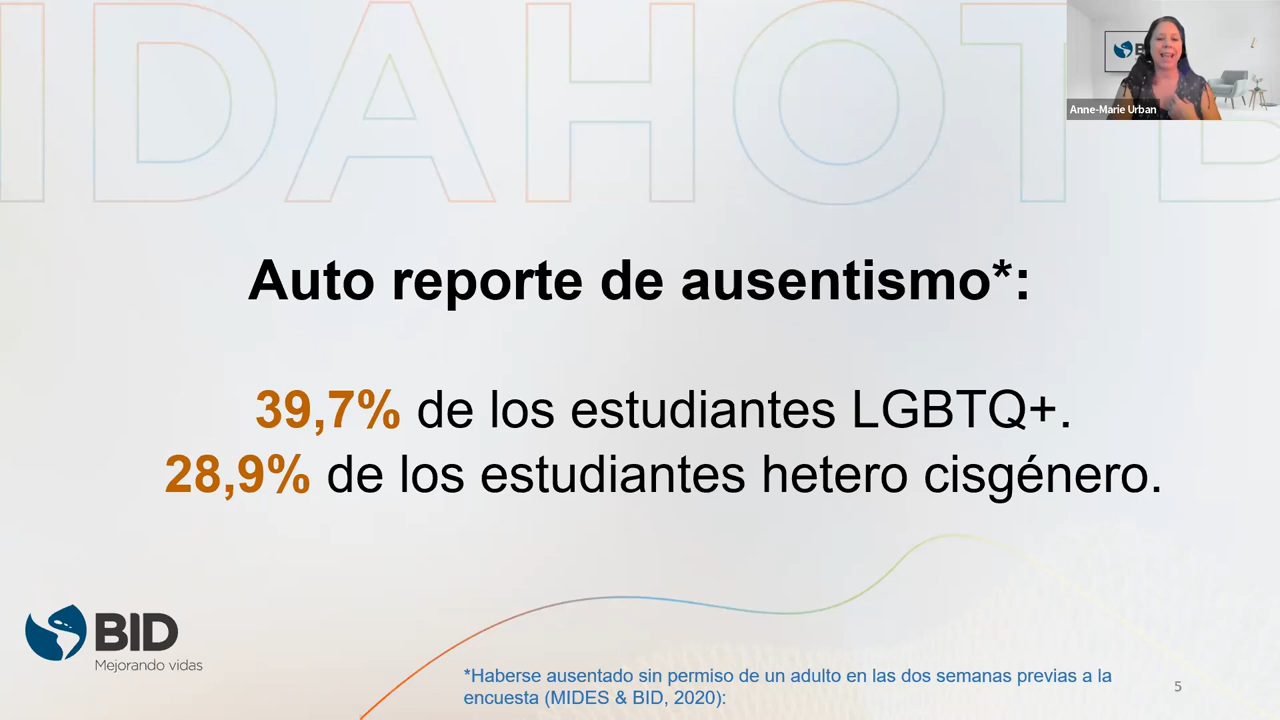 IDAHOTB
B
Anne-Marie Urban
Auto reporte de ausentismo*:
39,7% de los estudiantes LGBTQ+.
28,9% de los estudiantes hetero cisgénero.
BID
Mejorando vidas
*Haberse ausentado sin permiso de un adulto en las dos semanas previas a la
encuesta (MIDES & BID, 2020):
5